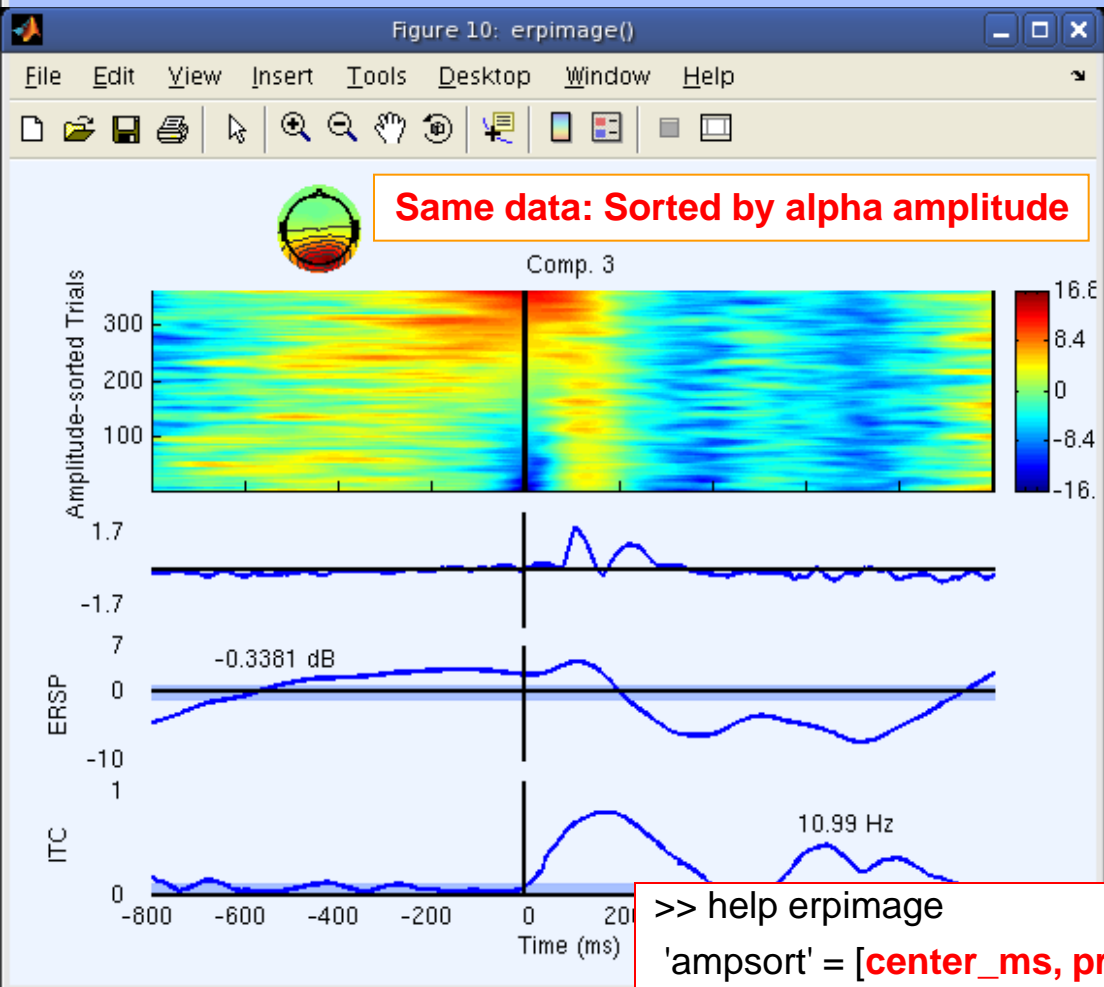 Figure 10: erpimage()
File Edit View Insert Tools Desktop Window Help
Same data: Sorted by alpha amplitude
Comp. 3
Amplitude-sorted Trials
300
200
100
16.
8.4
0
-8.4
-16.
1.7
-1.7
7
-0.3381 dB
ERSP
0
-10
1
10.99 Hz
ITC
0
-800 -600 -400 -200 0
Time (ms)
>> help erpimage
'ampsort' = [center_ms,